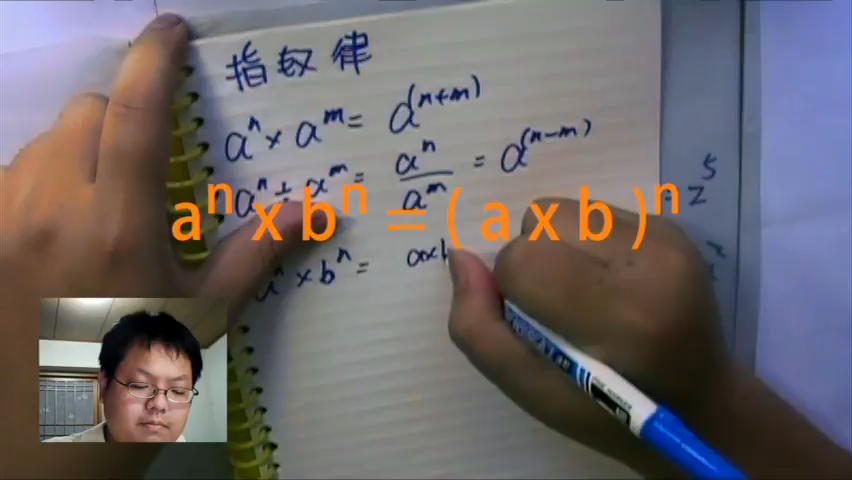 指数律
aⁿ × aᵐ = a⁽ⁿ⁺ᵐ⁾
aⁿ ÷ aᵐ = aⁿ/aᵐ = a⁽ⁿ⁻ᵐ⁾
aⁿ x bⁿ = ( a x b )ⁿ
aⁿ × bⁿ = a×b